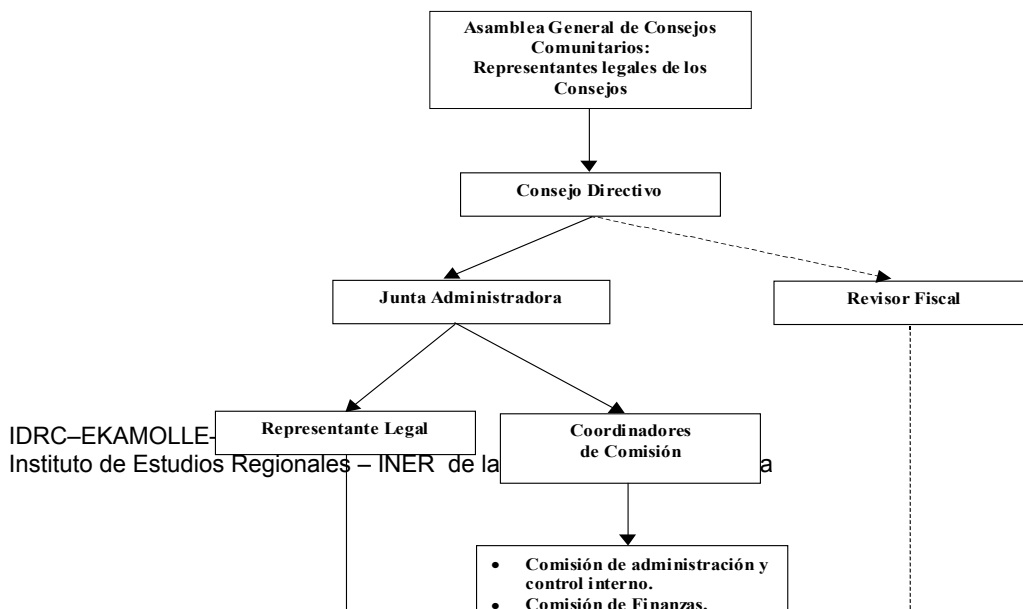 Asamblea General de Consejos
Comunitarios:
Representantes legales de los
Consejos
Consejo Directivo
Junta Administradora
Revisor Fiscal
IDRC–EKAMOLLE-
Representante Legal
Coordinadores
de Comisión
Instituto de Estudios Regionales – INER de la
a
• Comisión de administración y
control interno.
• Comisión de Finanzas.